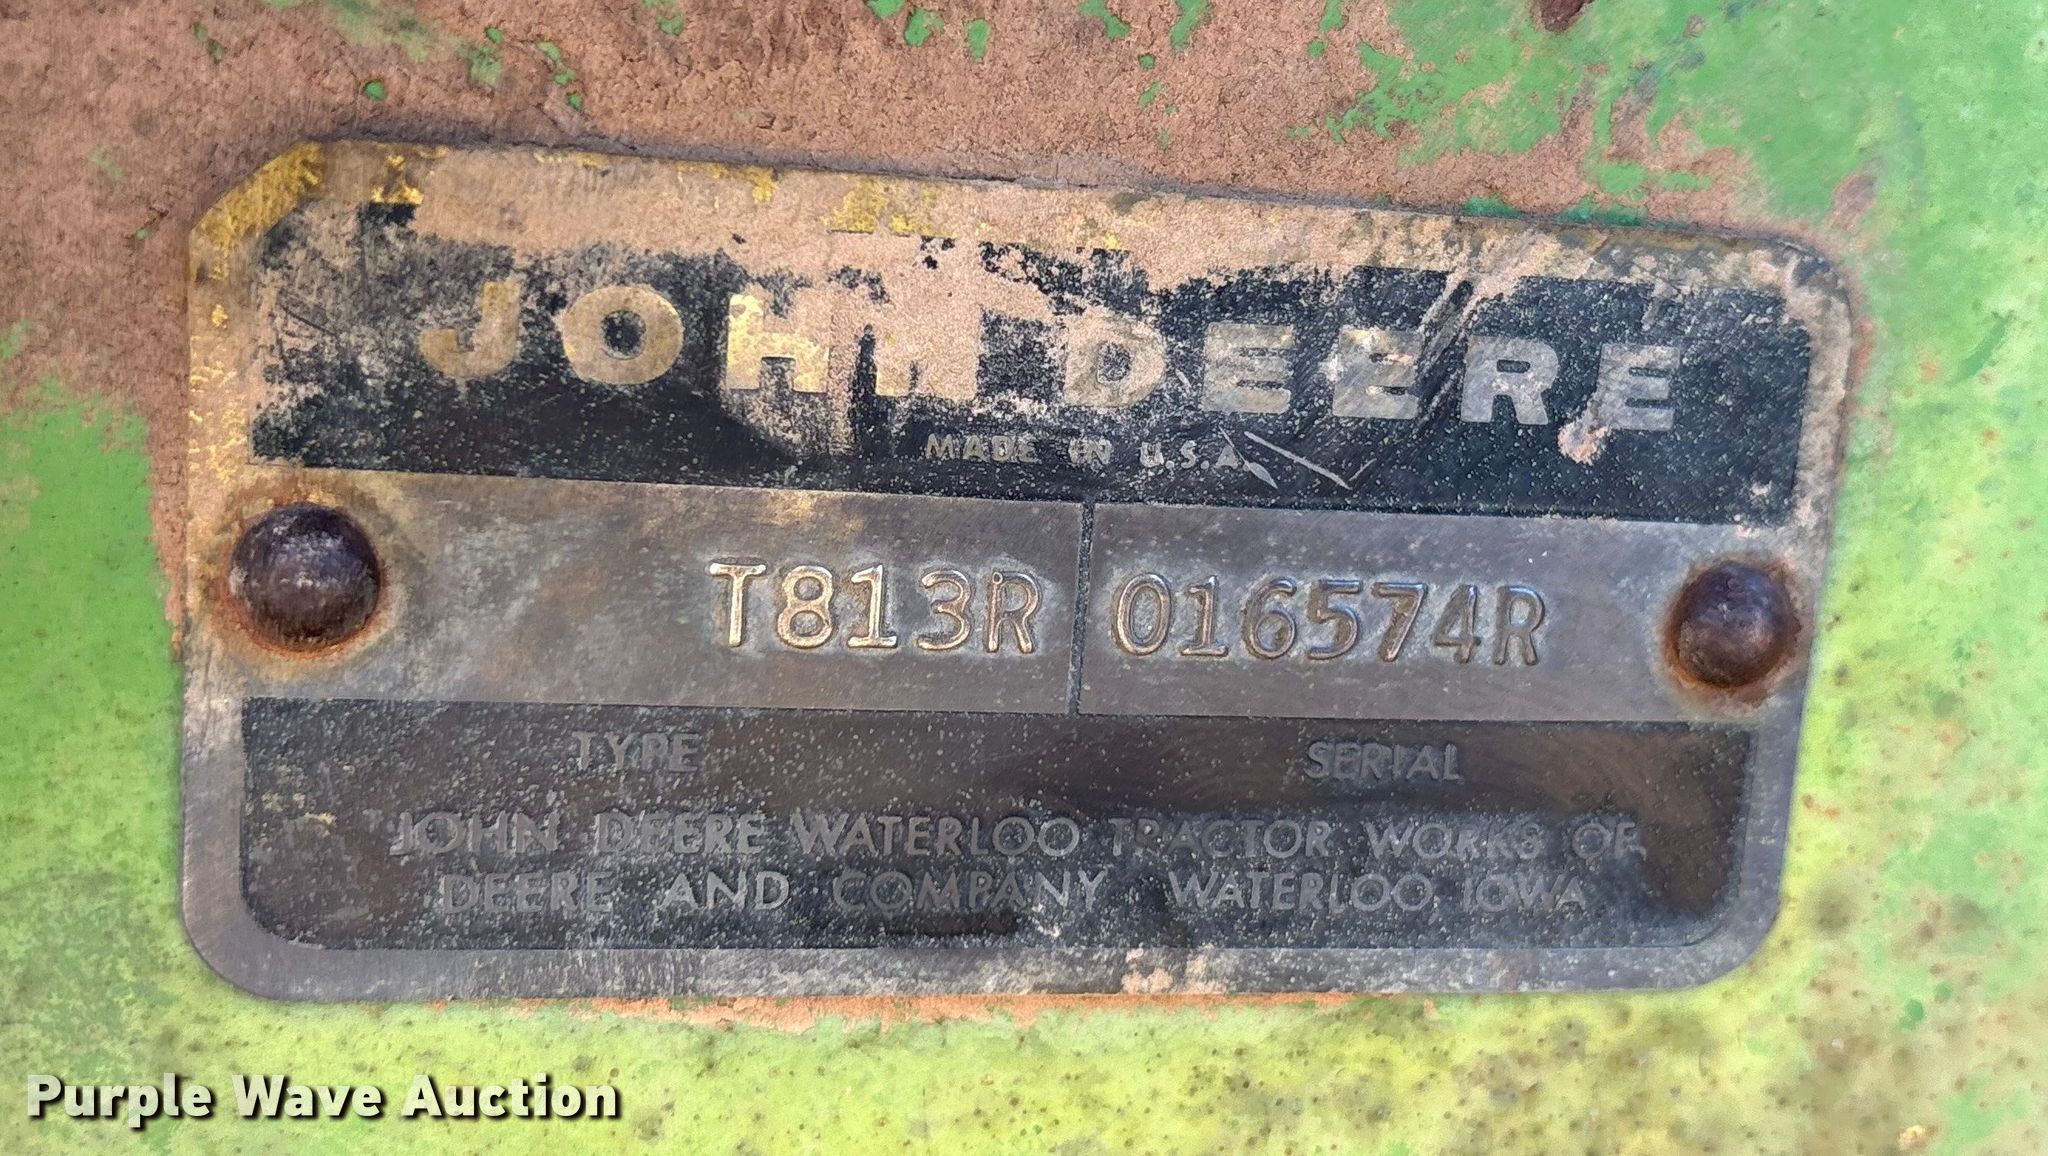 JOHN DEERE
MADE IN U.S.A.
T813R 016574R
TYPE SERIAL
JOHN DEERE WATERLOO TRACTOR WORKS OF
DEERE AND COMPANY WATERLOO, IOWA
Purple Wave Auction